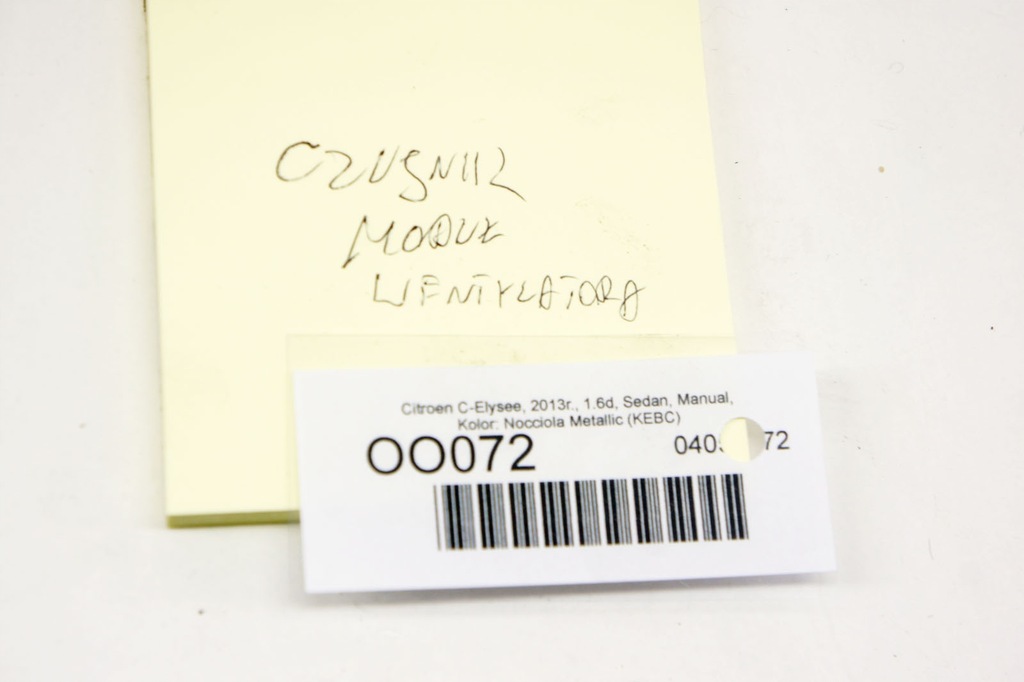 CZUJNIK
MODUŁ
WENTYLATORA
Citroen C-Elysee, 2013r., 1.6d, Sedan, Manual,
Kolor: Nocciola Metallic (KEBC)
OO072